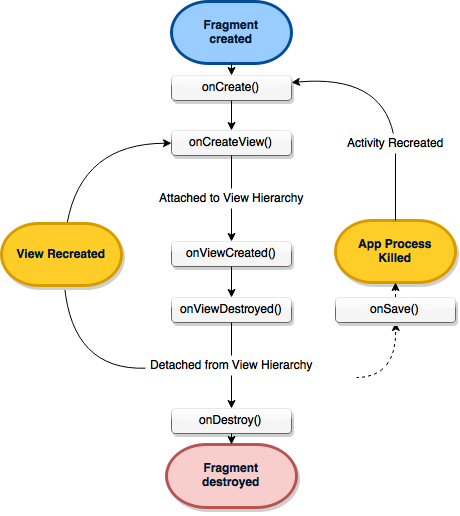 Fragment
created
onCreate()
onCreateView()
Activity Recreated
Attached to View Hierarchy
View Recreated
onViewCreated()
App Process
Killed
onViewDestroyed()
onSave()
Detached from View Hierarchy
onDestroy()
Fragment
destroyed